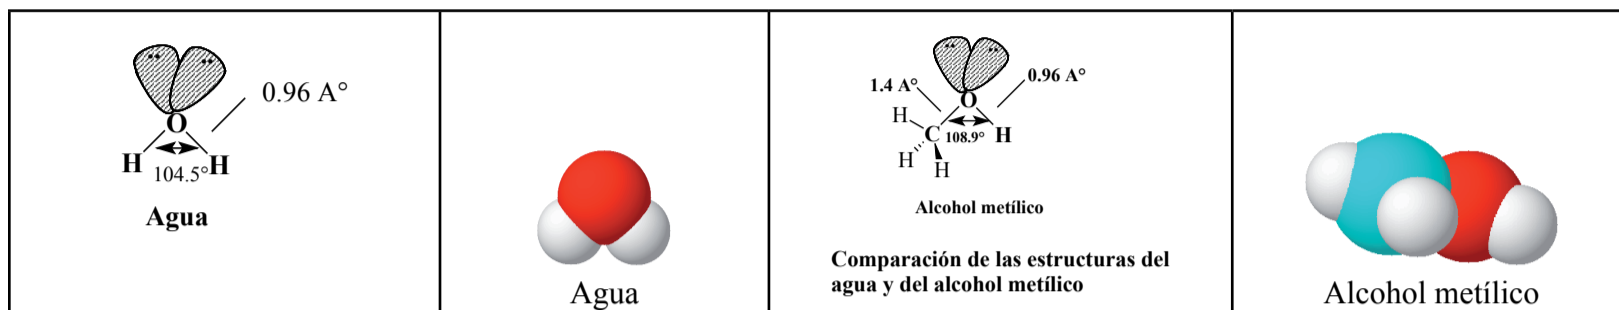 0.96 A°
O
H
H
104.5°
Agua
Agua
1.4 A°
0.96 A°
O
H
C
108.9°
H
H
H
Alcohol metílico
Comparación de las estructuras del
agua y del alcohol metílico
Alcohol metílico